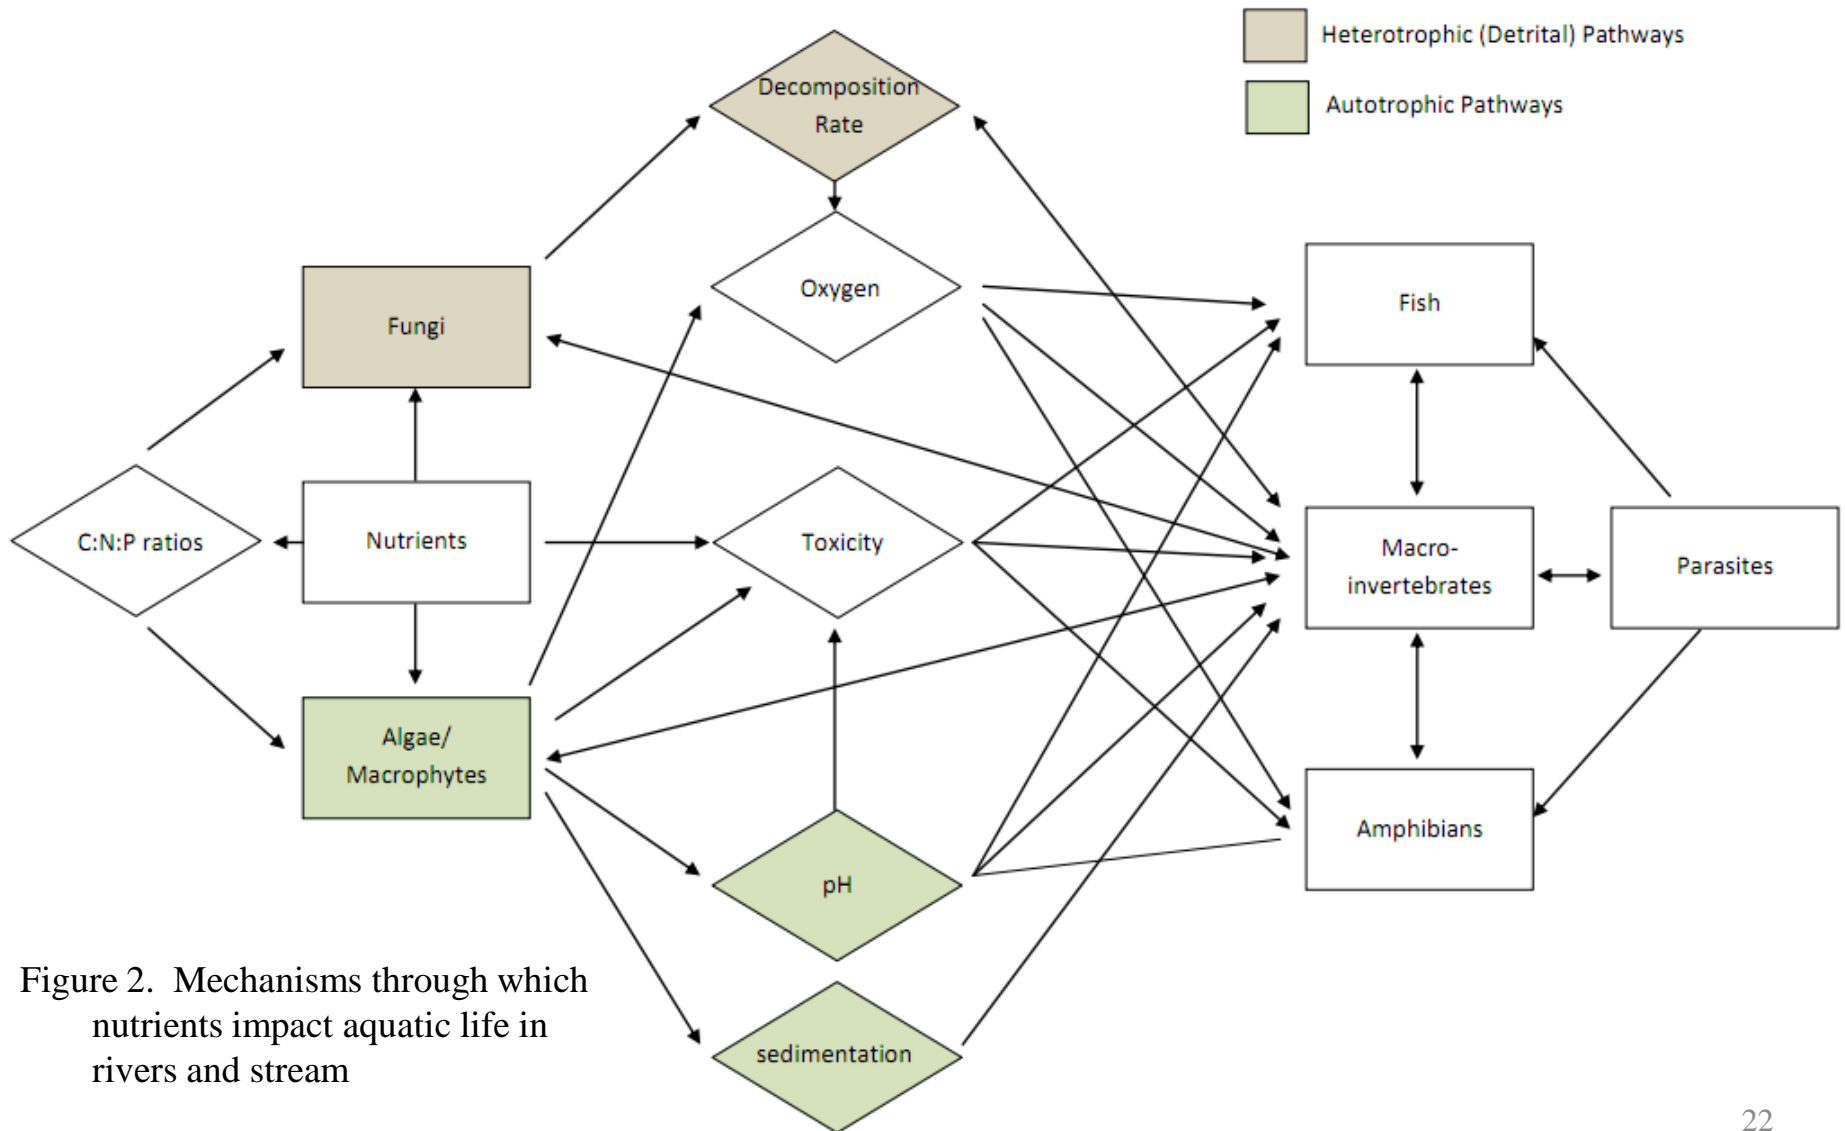 Heterotrophic (Detrital) Pathways
Autotrophic Pathways
Decomposition
Rate
Oxygen
Fish
Fungi
C:N:P ratios
Nutrients
Toxicity
Macro-
invertebrates
Parasites
Algae/
Macrophytes
pH
Amphibians
sedimentation
Figure 2. Mechanisms through which
nutrients impact aquatic life in
rivers and stream
22